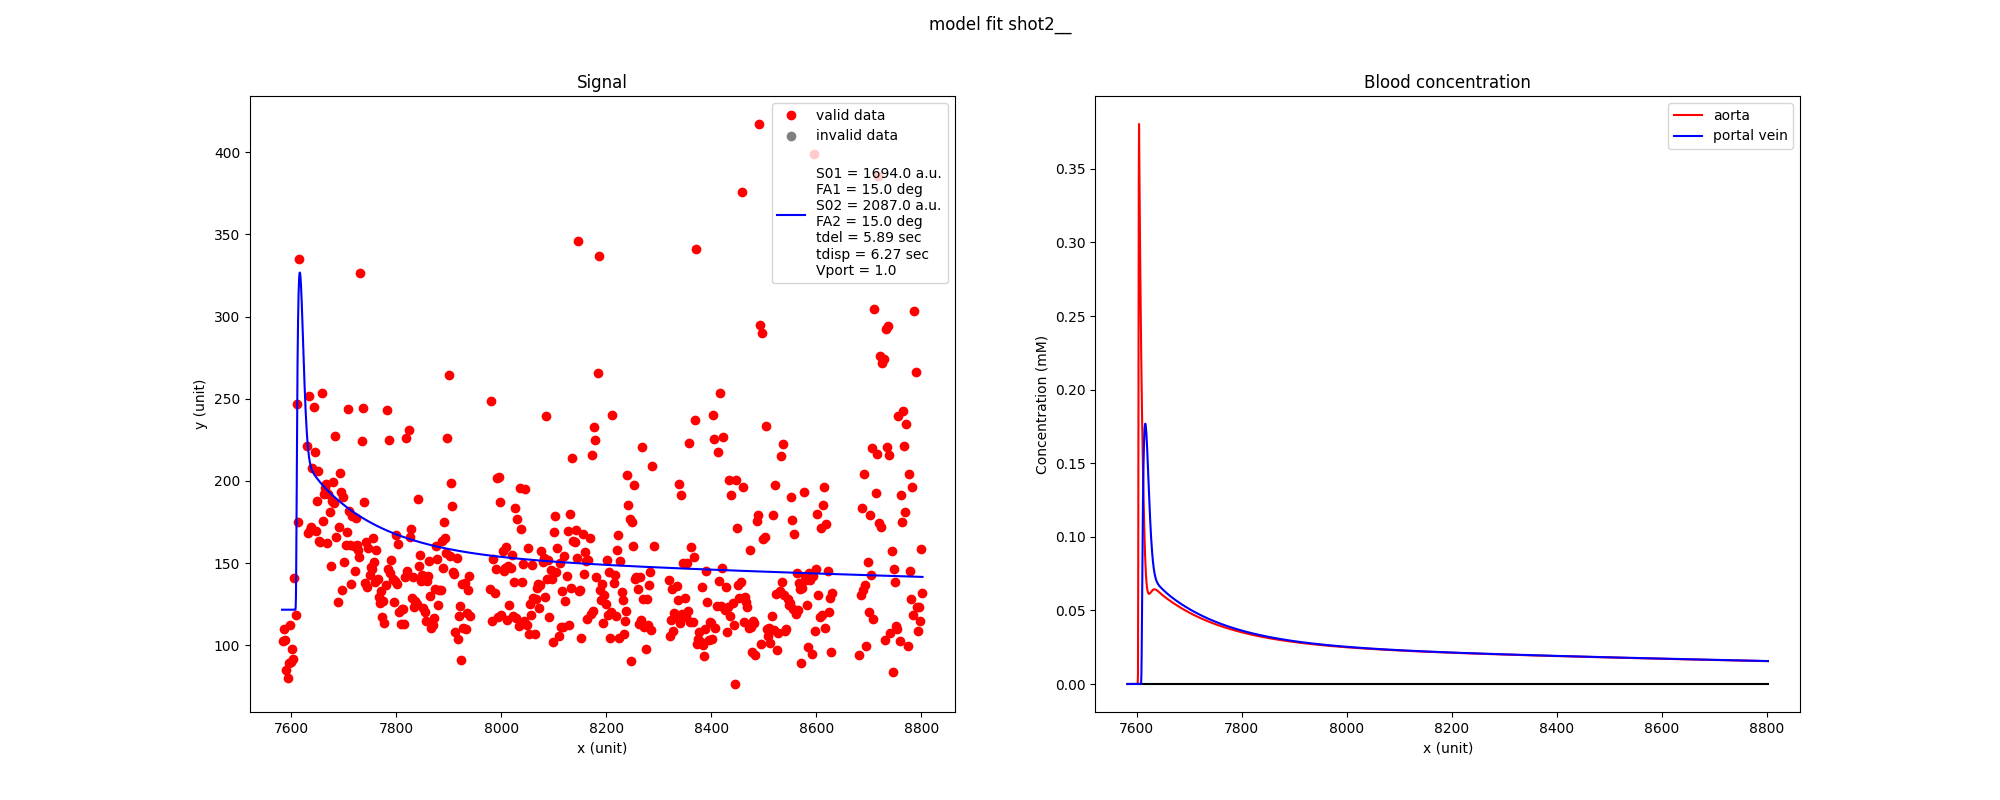 model fit shot2__
Signal
valid data
invalid data
S01 = 1694.0 a.u.
FA1 = 15.0 deg
S02 = 2087.0 a.u.
FA2 = 15.0 deg
tdel = 5.89 sec
tdisp = 6.27 sec
Vport = 1.0
y (unit)
400
350
300
250
200
150
100
7600
7800
8000
8200
8400
8600
8800
x (unit)
Blood concentration
aorta
portal vein
Concentration (mM)
0.35
0.30
0.25
0.20
0.15
0.10
0.05
0.00
7600
7800
8000
8200
8400
8600
8800
x (unit)